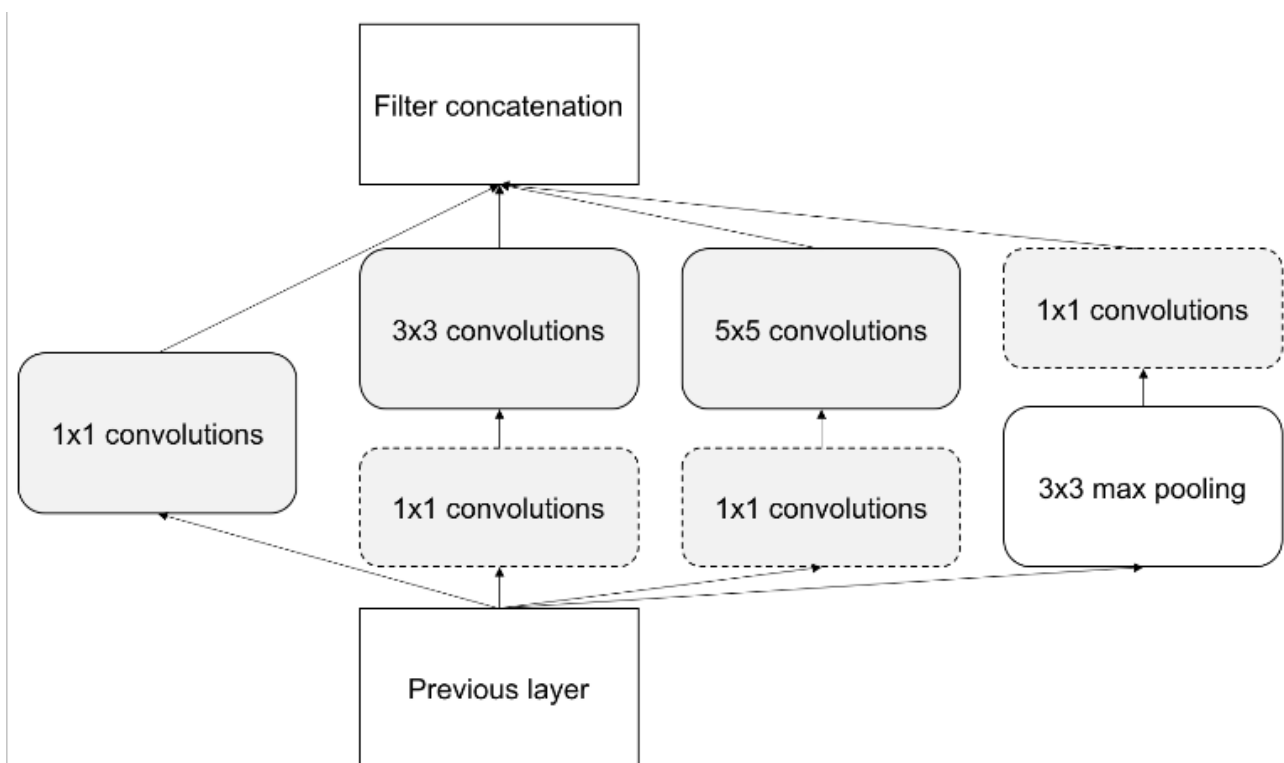 Filter concatenation
3x3 convolutions
5x5 convolutions
1x1 convolutions
1x1 convolutions
1x1 convolutions
1x1 convolutions
3x3 max pooling
Previous layer